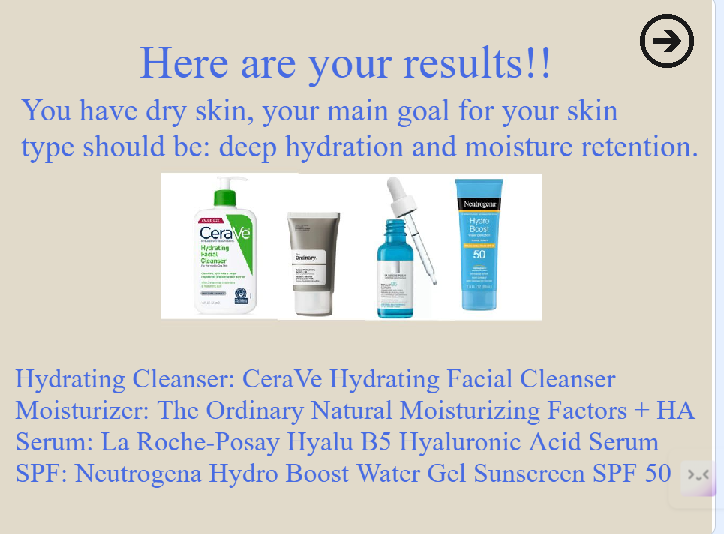 Here are your results!!
You have dry skin, your main goal for your skin
type should be: deep hydration and moisture retention.
CeraVe
Hydrating
Facial
Cleanser
Ordinary.
Neutrogena
Hydro
Boost
50
Hydrating Cleanser: CeraVe Hydrating Facial Cleanser
Moisturizer: The Ordinary Natural Moisturizing Factors + HA
Serum: La Roche-Posay Hyalu B5 Hyaluronic Acid Serum
SPF: Neutrogena Hydro Boost Water Gel Sunscreen SPF 50